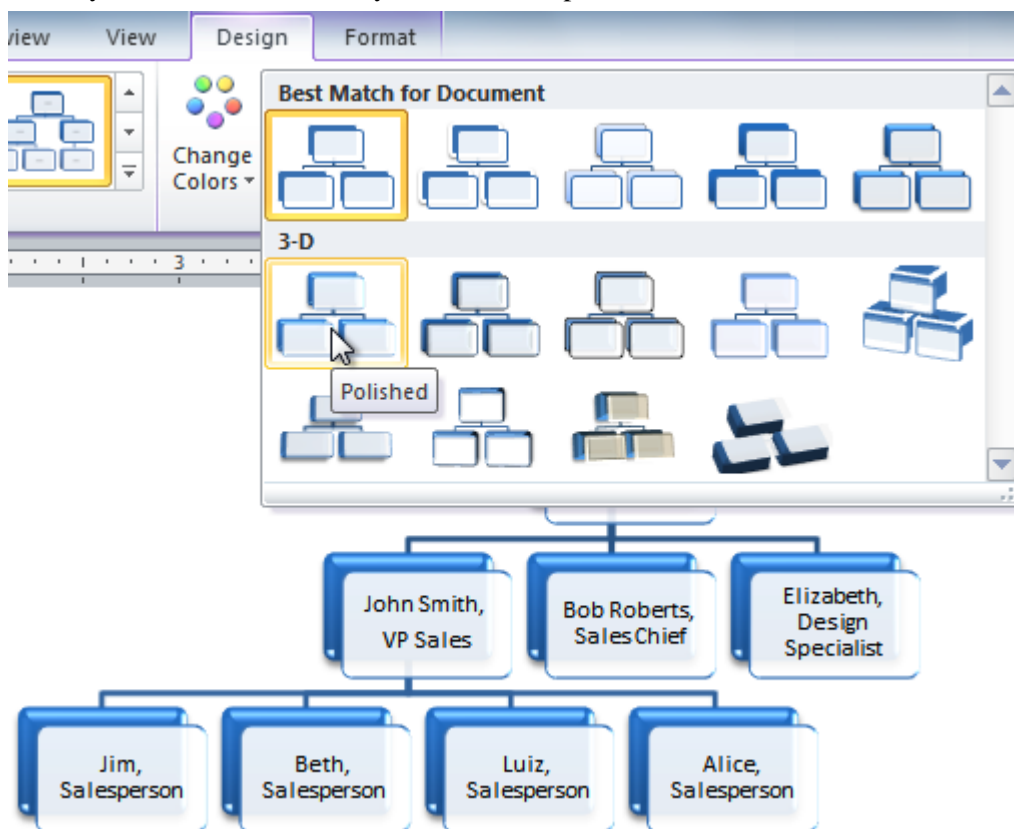 view View Design Format
Best Match for Document
Change
Colors
3-D
3
Polished
John Smith,
VP Sales
Bob Roberts,
Sales Chief
Elizabeth,
Design
Specialist
Jim,
Salesperson
Beth,
Salesperson
Luiz,
Salesperson
Alice,
Salesperson